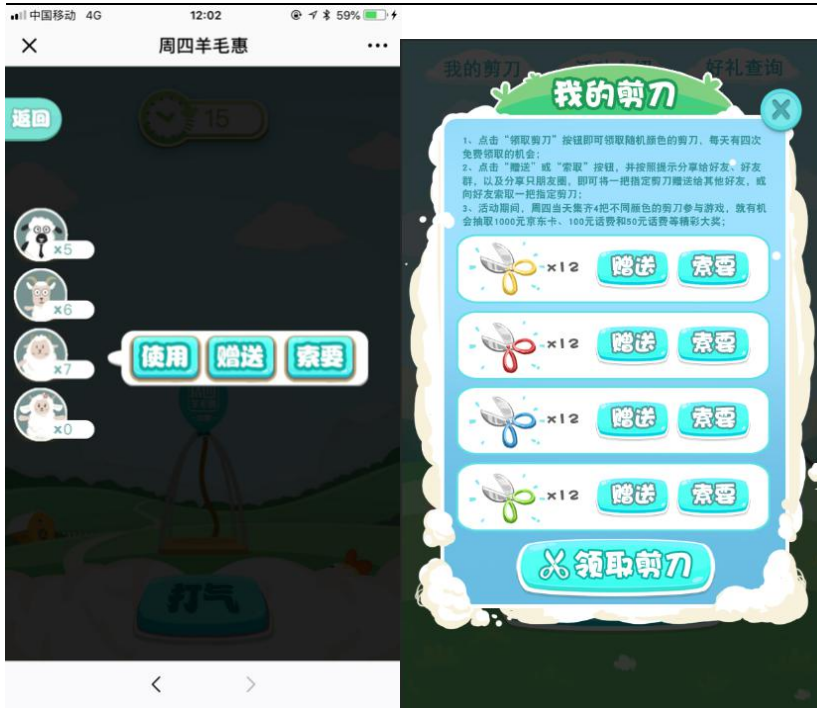 中国移动 4G 12:02 59%
周四羊毛惠
返回
15
×5
×6
×7
×0
使用 赠送 索要
打气
我的剪刀 好礼查询
我的剪刀
1、点击“领取剪刀”按钮即可领取随机颜色的剪刀，每天有四次
免费领取的机会；
2、点击“赠送”或“索取”按钮，并按照提示分享给好友、好友
群，以及分享只朋友圈，即可将一把指定剪刀赠送给其他好友，或
向好友索取一把指定剪刀；
3、活动期间，周四当天集齐4把不同颜色的剪刀参与游戏，就有机
会抽取1000元京东卡、100元话费和50元话费等精彩大奖；
×12 赠送 索要
×12 赠送 索要
×12 赠送 索要
×12 赠送 索要
领取剪刀